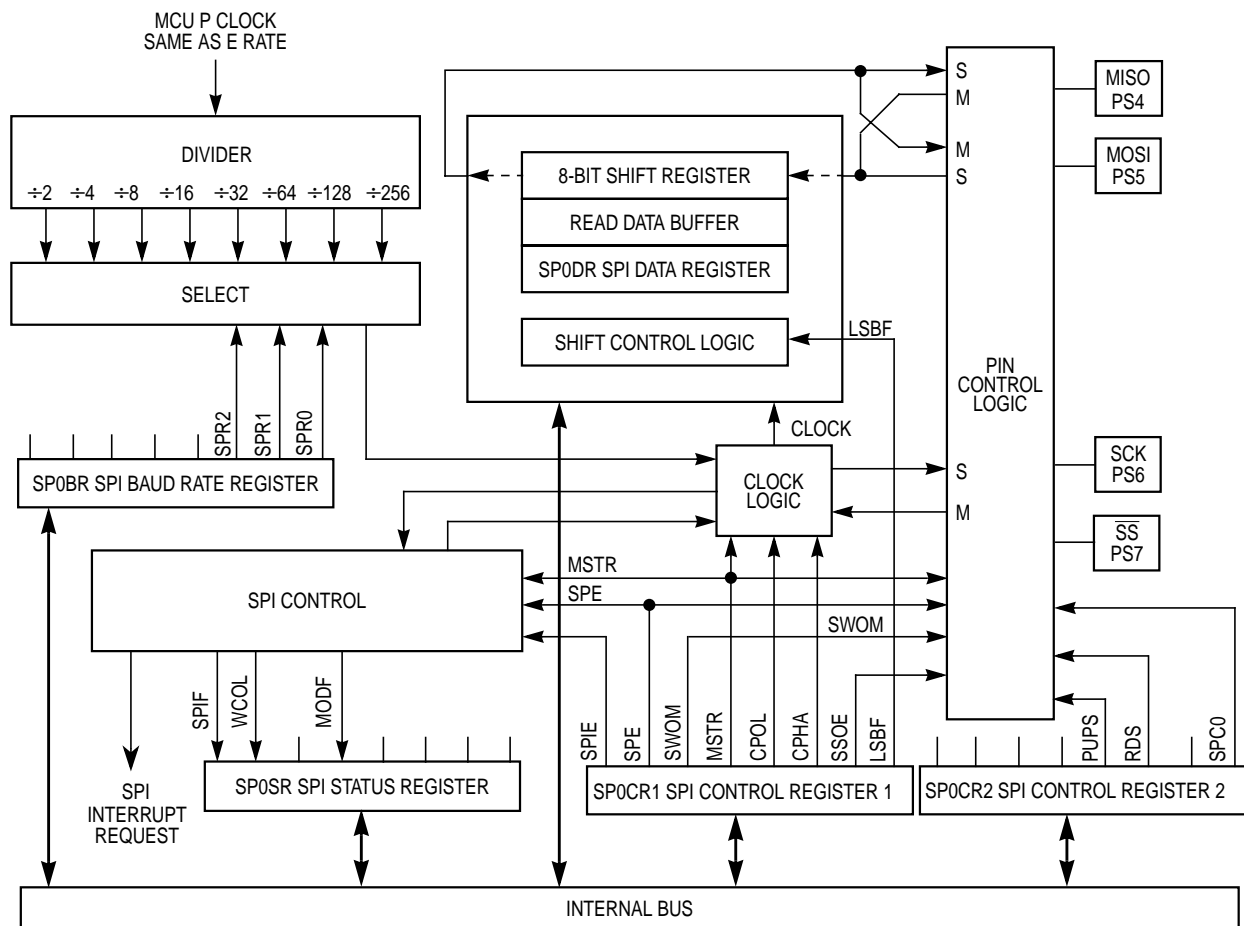 MCU P CLOCK
SAME AS E RATE
DIVIDER
÷2 ÷4 ÷8 ÷16 ÷32 ÷64 ÷128 ÷256
SELECT
SPR2
SPR1
SPR0
SP0BR SPI BAUD RATE REGISTER
8-BIT SHIFT REGISTER
READ DATA BUFFER
SP0DR SPI DATA REGISTER
SHIFT CONTROL LOGIC
LSBF
CLOCK
CLOCK
LOGIC
S
M
M
S
S
M
PIN
CONTROL
LOGIC
MISO
PS4
MOSI
PS5
SCK
PS6
SS
PS7
SPI CONTROL
MSTR
SPE
SWOM
SPIF
WCOL
MODF
SPI
INTERRUPT
REQUEST
SP0SR SPI STATUS REGISTER
SPIE
SPE
SWOM
MSTR
CPOL
CPHA
SSOE
LSBF
SP0CR1 SPI CONTROL REGISTER 1
PUPS
RDS
SPC0
SP0CR2 SPI CONTROL REGISTER 2
INTERNAL BUS